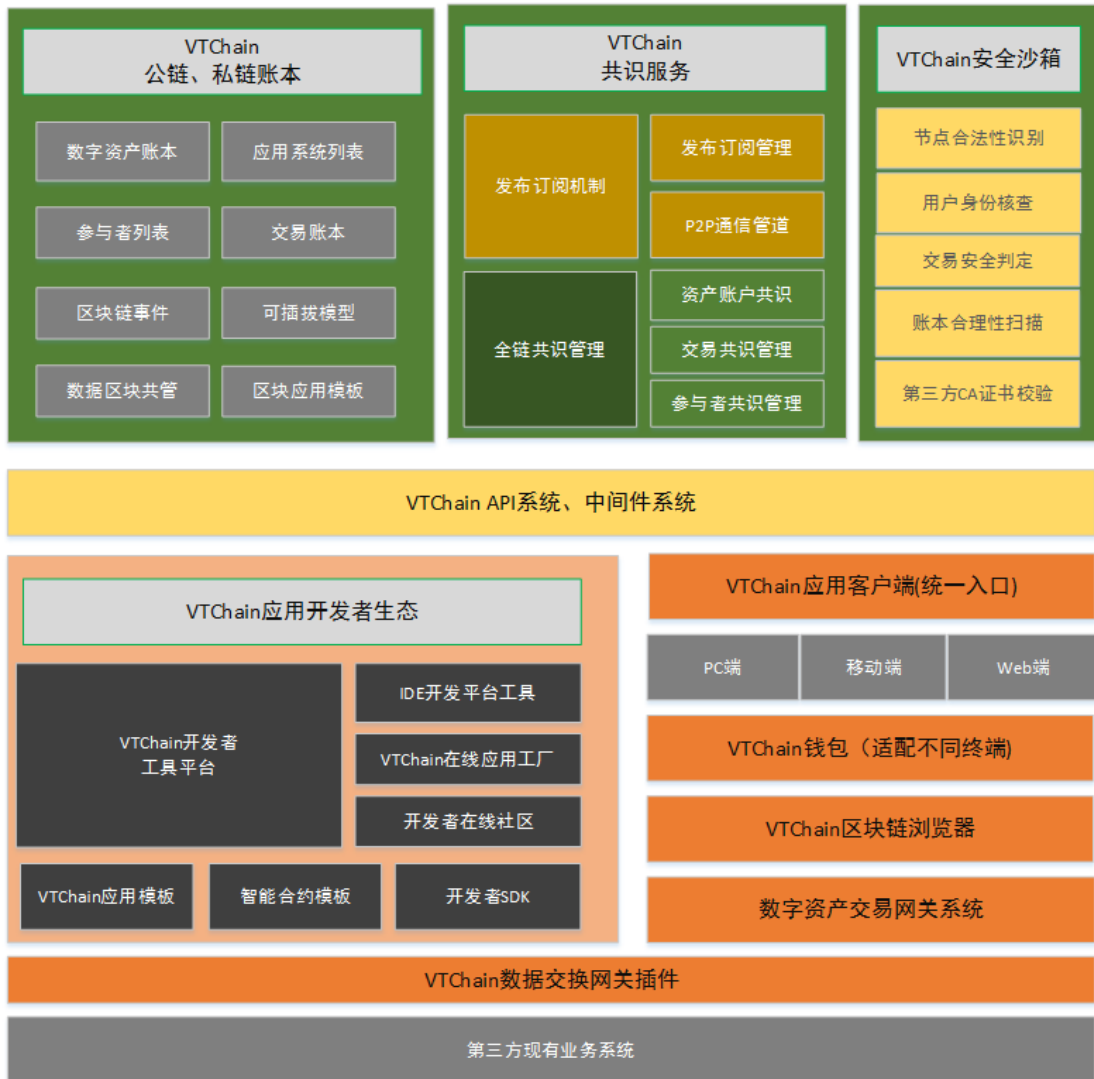 VTChain
公链、私链账本
数字资产账本
应用系统列表
参与者列表
交易账本
区块链事件
可插拔模型
数据区块共管
区块应用模板
VTChain
共识服务
发布订阅机制
发布订阅管理
P2P通信管道
全链共识管理
资产账户共识
交易共识管理
参与者共识管理
VTChain安全沙箱
节点合法性识别
用户身份核查
交易安全判定
账本合理性扫描
第三方CA证书校验
VTChain API系统、中间件系统
VTChain应用开发者生态
VTChain开发者
工具平台
IDE开发平台工具
VTChain在线应用工厂
开发者在线社区
VTChain应用模板
智能合约模板
开发者SDK
VTChain应用客户端(统一入口)
PC端
移动端
Web端
VTChain钱包（适配不同终端)
VTChain区块链浏览器
数字资产交易网关系统
VTChain数据交换网关插件
第三方现有业务系统